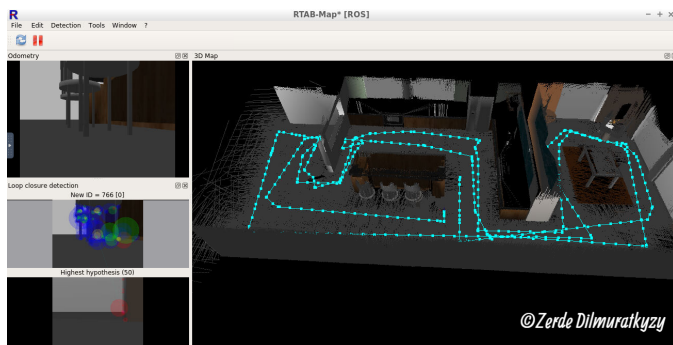 R RTAB-Map* [ROS]
File Edit Detection Tools Window ?
Odometry
3D Map
Loop closure detection
New ID = 766 [0]
Highest hypothesis (50)
©Zerde Dilmuratkyzy